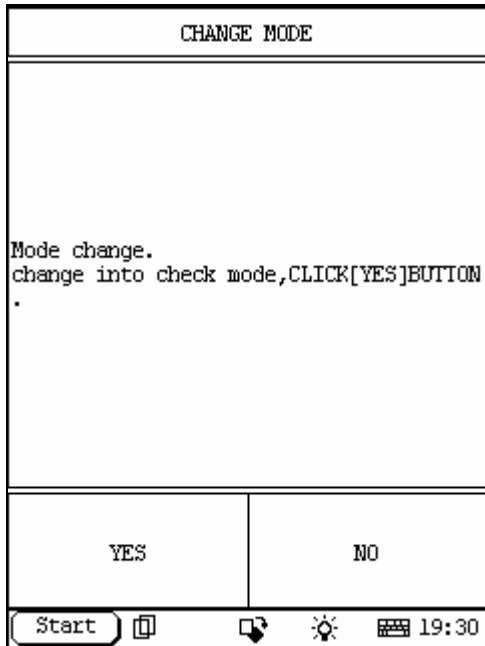 CHANGE MODE
Mode change.
change into check mode,CLICK[YES]BUTTON
.
YES
NO
Start
19:30